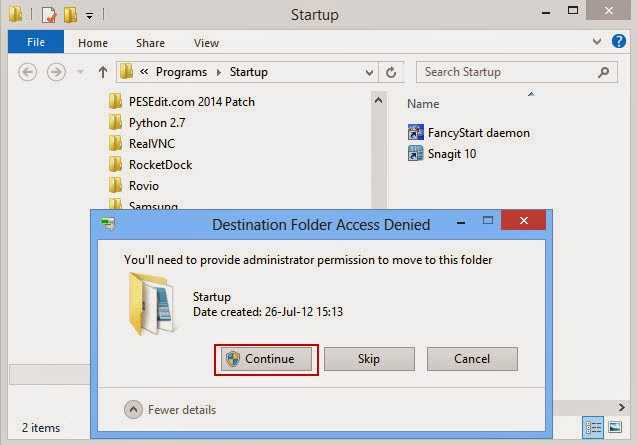 Startup
File Home Share View
« Programs Startup
Search Startup
PESEdit.com 2014 Patch
Python 2.7
RealVNC
RocketDock
Rovio
Samsung
Name
FancyStart daemon
Snagit 10
Destination Folder Access Denied
You'll need to provide administrator permission to move to this folder
Startup
Date created: 26-Jul-12 15:13
Continue Skip Cancel
Fewer details
2 items